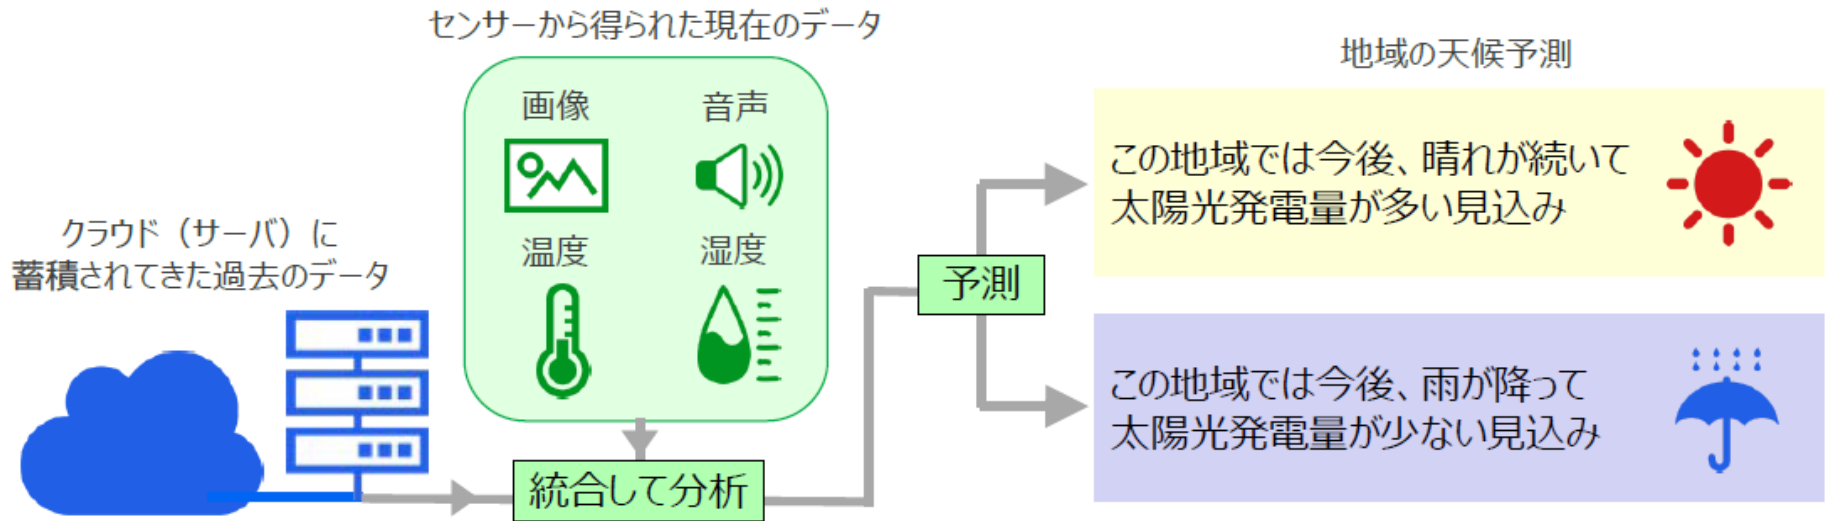 センサーから得られた現在のデータ
画像
音声
温度
湿度
クラウド（サーバ）に
蓄積されてきた過去のデータ
統合して分析
予測
地域の天候予測
この地域では今後、晴れが続いて
太陽光発電量が多い見込み
この地域では今後、雨が降って
太陽光発電量が少ない見込み